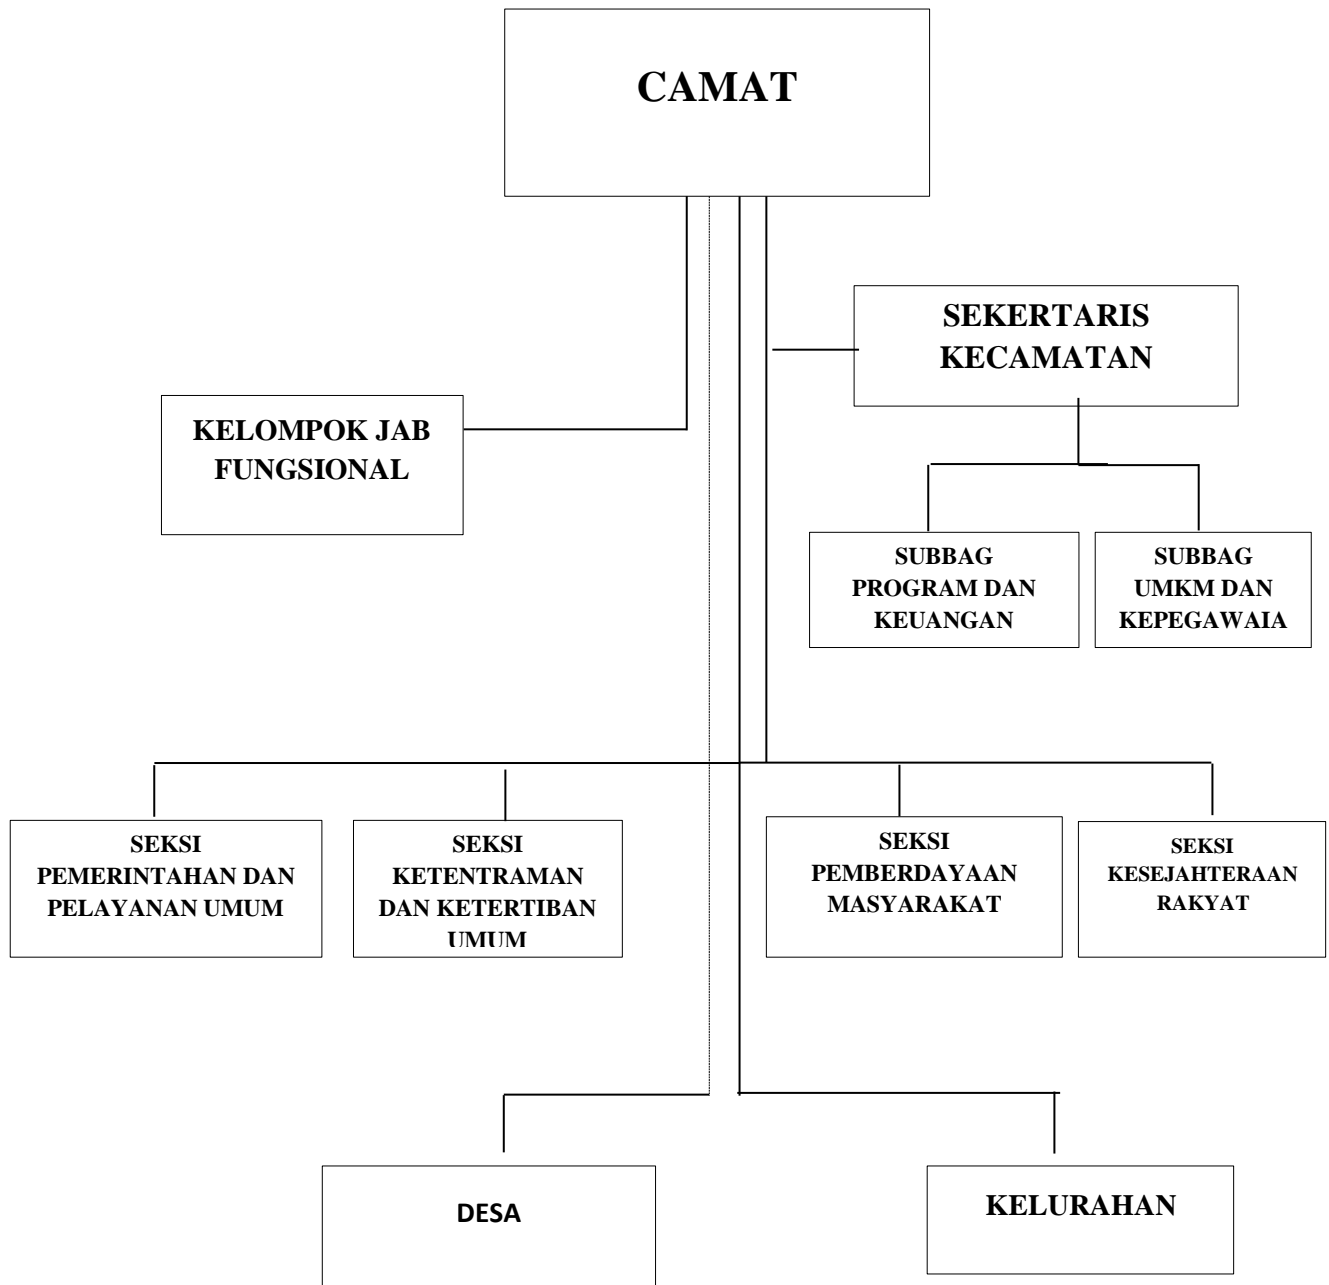 CAMAT
SEKERTARIS
KECAMATAN
KELOMPOK JAB
FUNGSIONAL
SUBBAG
PROGRAM DAN
KEUANGAN
SUBBAG
UMKM DAN
KEPEGAWAIA
SEKSI
PEMERINTAHAN DAN
PELAYANAN UMUM
SEKSI
KETENTRAMAN
DAN KETERTIBAN
UMUM
SEKSI
PEMBERDAYAAN
MASYARAKAT
SEKSI
KESEJAHTERAAN
RAKYAT
DESA
KELURAHAN